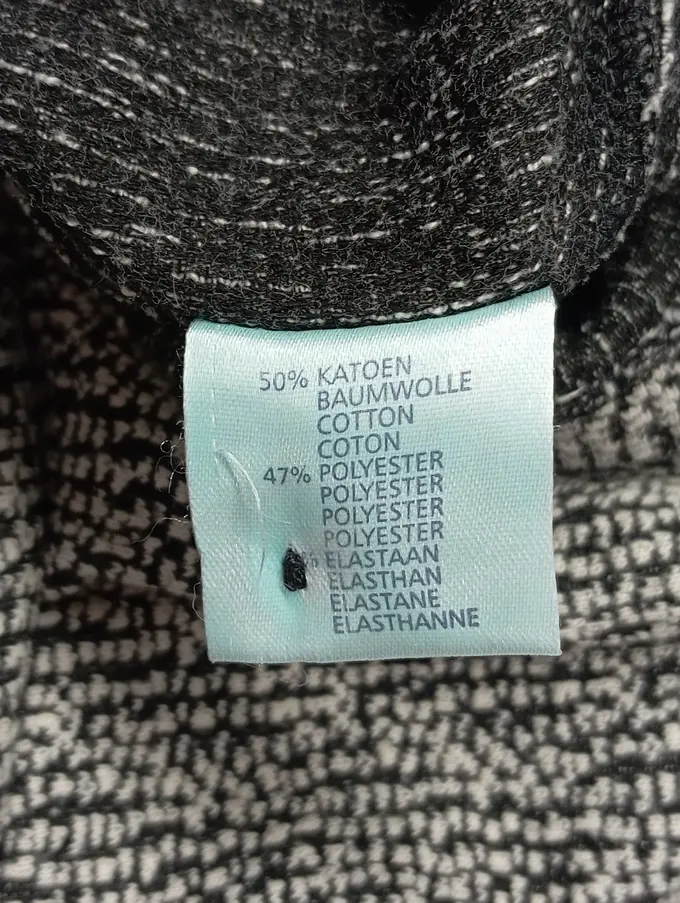 50% KATOEN
BAUMWOLLE
COTTON
COTON
47% POLYESTER
POLYESTER
POLYESTER
POLYESTER
% ELASTAAN
ELASTHAN
ELASTANE
ELASTHANNE